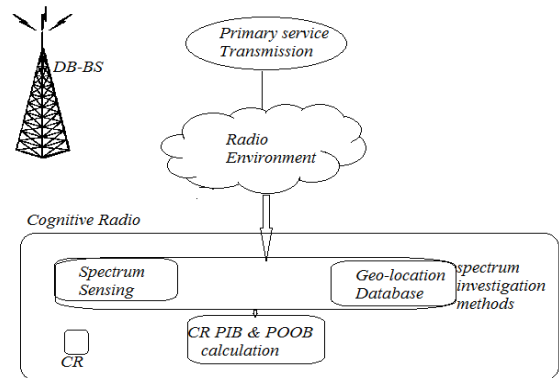 Primary service
Transmission
DB-BS
Radio
Environment
Cognitive Radio
Spectrum
Sensing
Geo-location
Database
spectrum
investigation
methods
CR PIB & POOB
calculation
CR